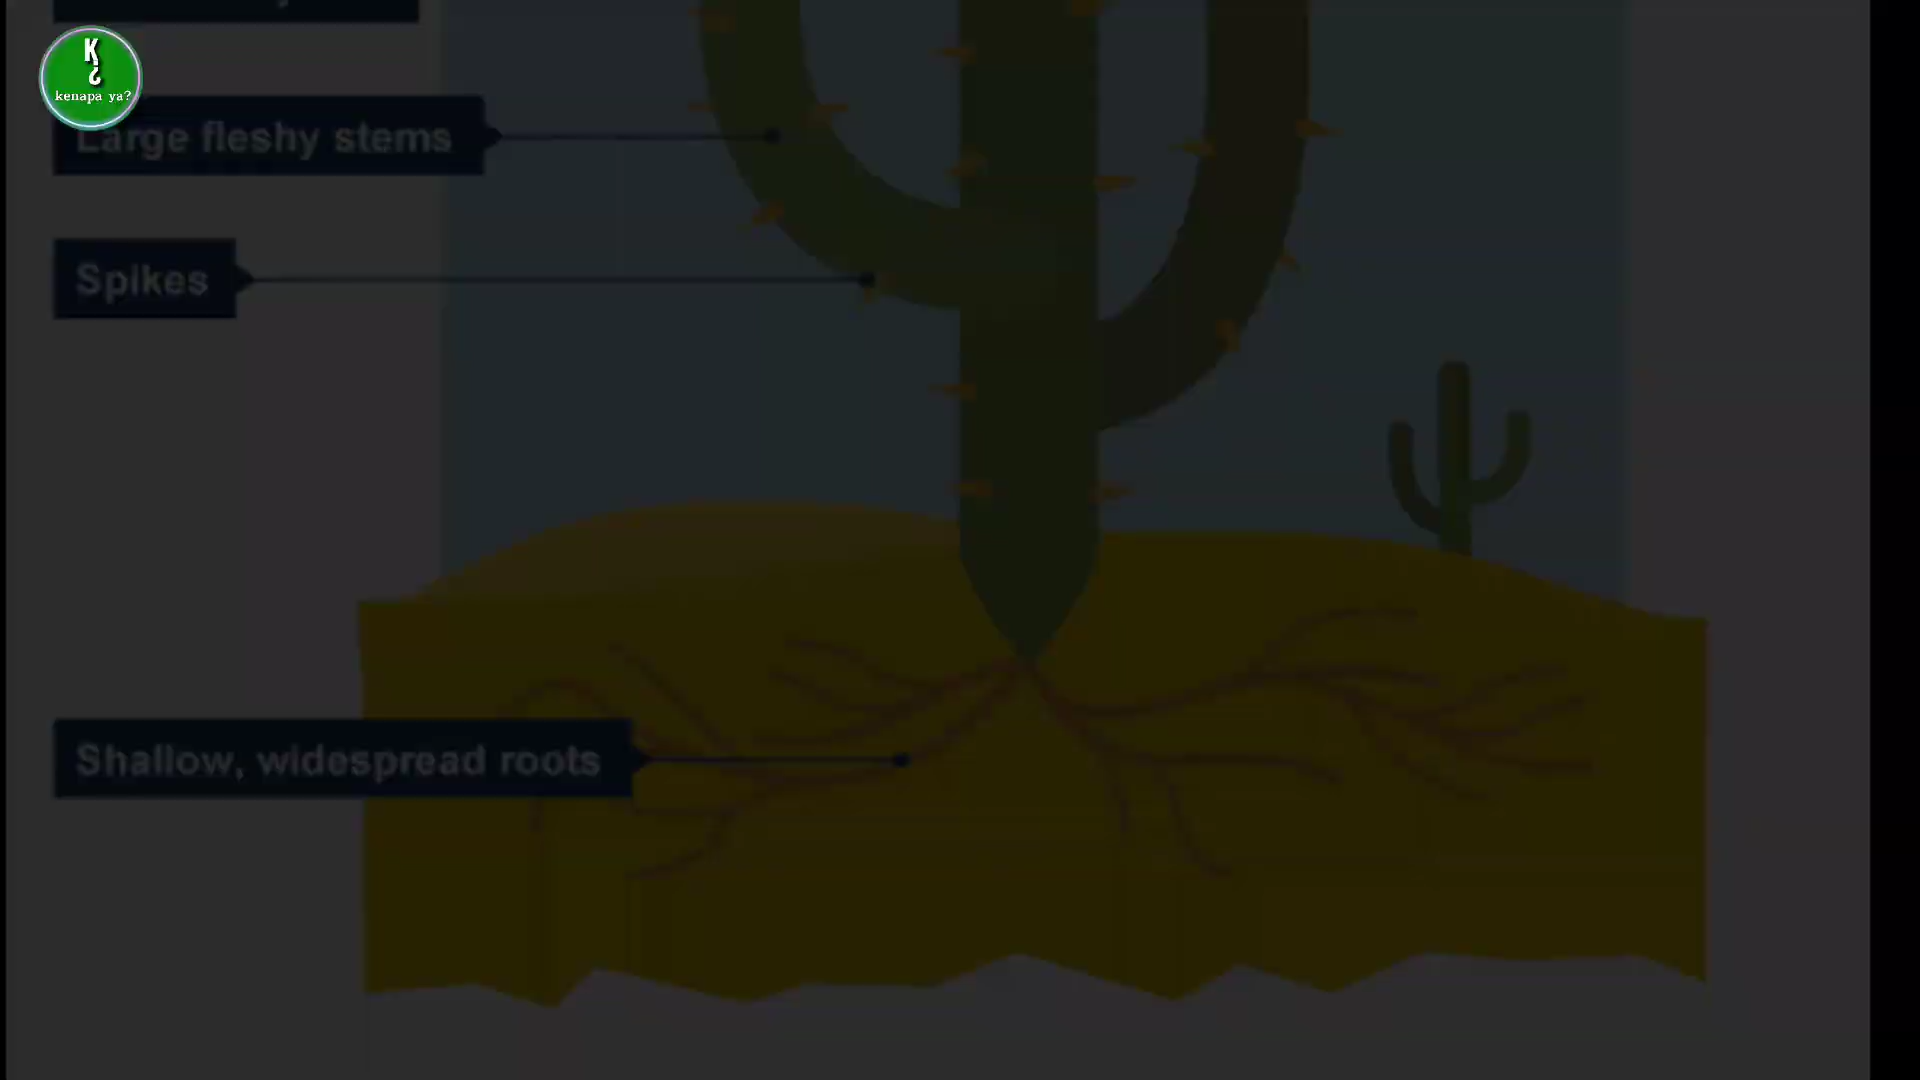 K
?
kenapa ya?
Large fleshy stems
Spikes
Shallow, widespread roots